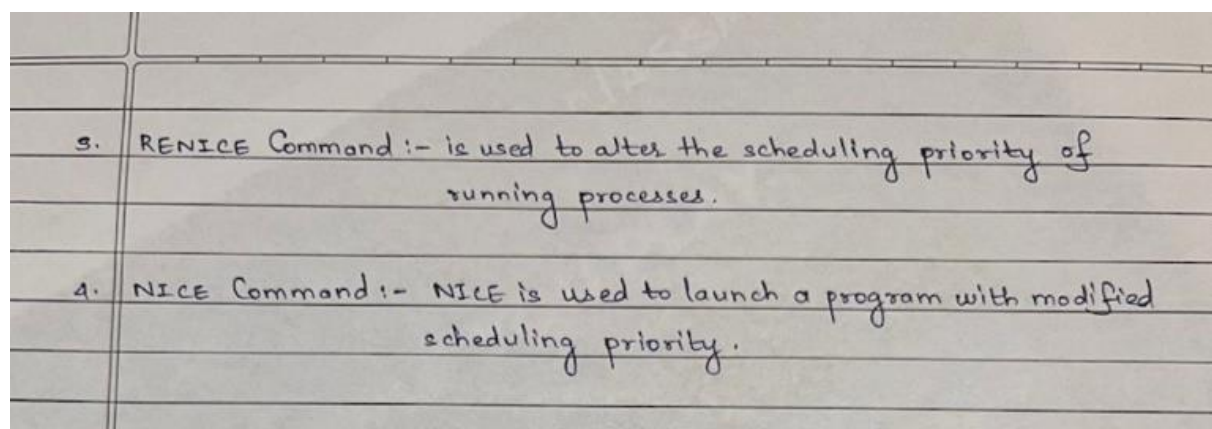 3. RENICE Command :- is used to alter the scheduling priority of
running processes.
4. NICE Command :- NICE is used to launch a program with modified
scheduling priority.